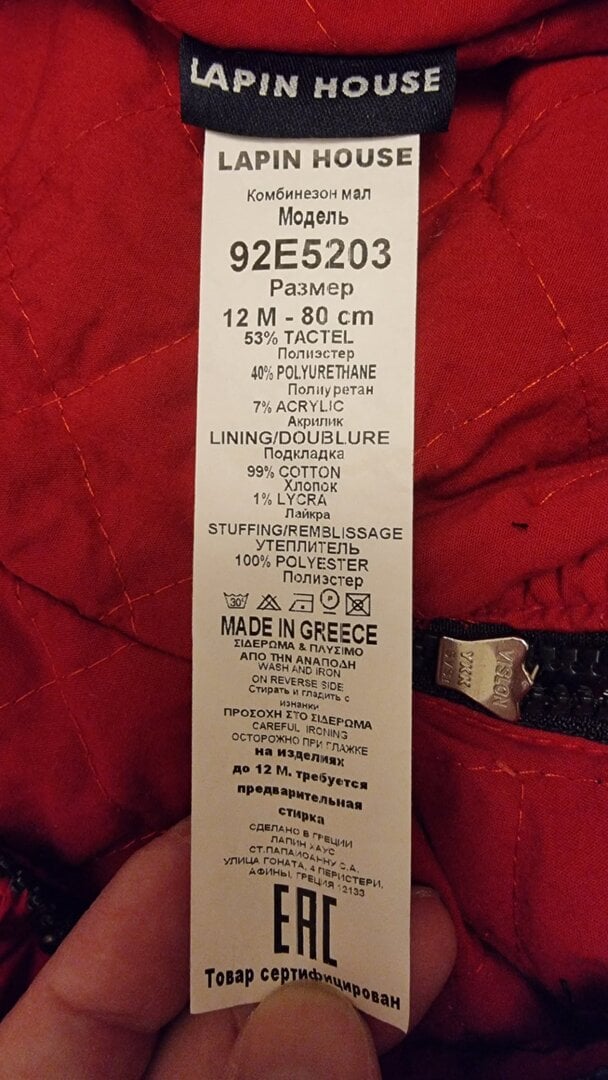 LAPIN HOUSE
LAPIN HOUSE
Комбинезон мал
Модель
92E5203
Размер
12 M - 80 cm
53% TACTEL
Полиэстер
40% POLYURETHANE
Полиуретан
7% ACRYLIC
Акрилик
LINING/DOUBLURE
Подкладка
99% COTTON
Хлопок
1% LYCRA
Лайкра
STUFFING/REMBLISSAGE
УТЕПЛИТЕЛЬ
100% POLYESTER
Полиэстер
30°
P
MADE IN GREECE
ΣΙΔΕΡΩΜΑ & ΠΛΥΣΙΜΟ
ΑΠΟ ΤΗΝ ΑΝΑΠΟΔΗ
WASH AND IRON
ON REVERSE SIDE
Стирать и гладить с
изнанки
ΠΡΟΣΟΧΗ ΣΤΟ ΣΙΔΕΡΩΜΑ
CAREFUL IRONING
ОСТОРОЖНО ПРИ ГЛАЖКЕ
на изделиях
до 12 М. требуется
предварительная
стирка
СДЕЛАНО В ГРЕЦИИ
ЛАПИН ХАУС
СТ.ПАПАИОАННУ С.А.
УЛИЦА ГОНАТА, 4 ПЕРИСТЕРИ,
АФИНЫ, ГРЕЦИЯ 12133
EAC
Товар сертифицирован
VISLON
YKK